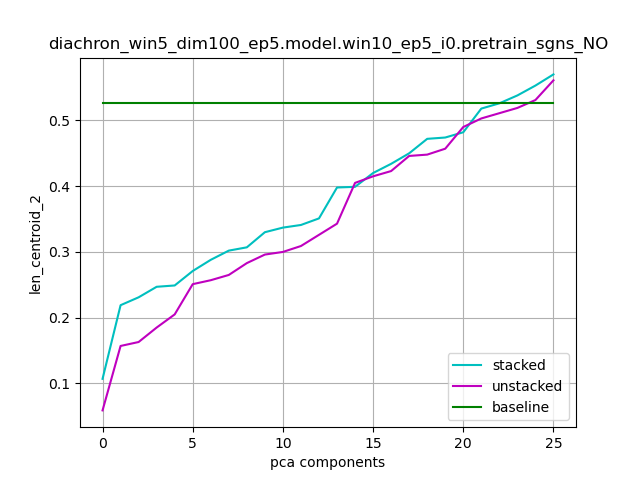 diachron_win5_dim100_ep5.model.win10_ep5_i0.pretrain_sgns_NO
len_centroid_2
0.5
0.4
0.3
0.2
0.1
stacked
unstacked
baseline
0 5 10 15 20 25
pca components